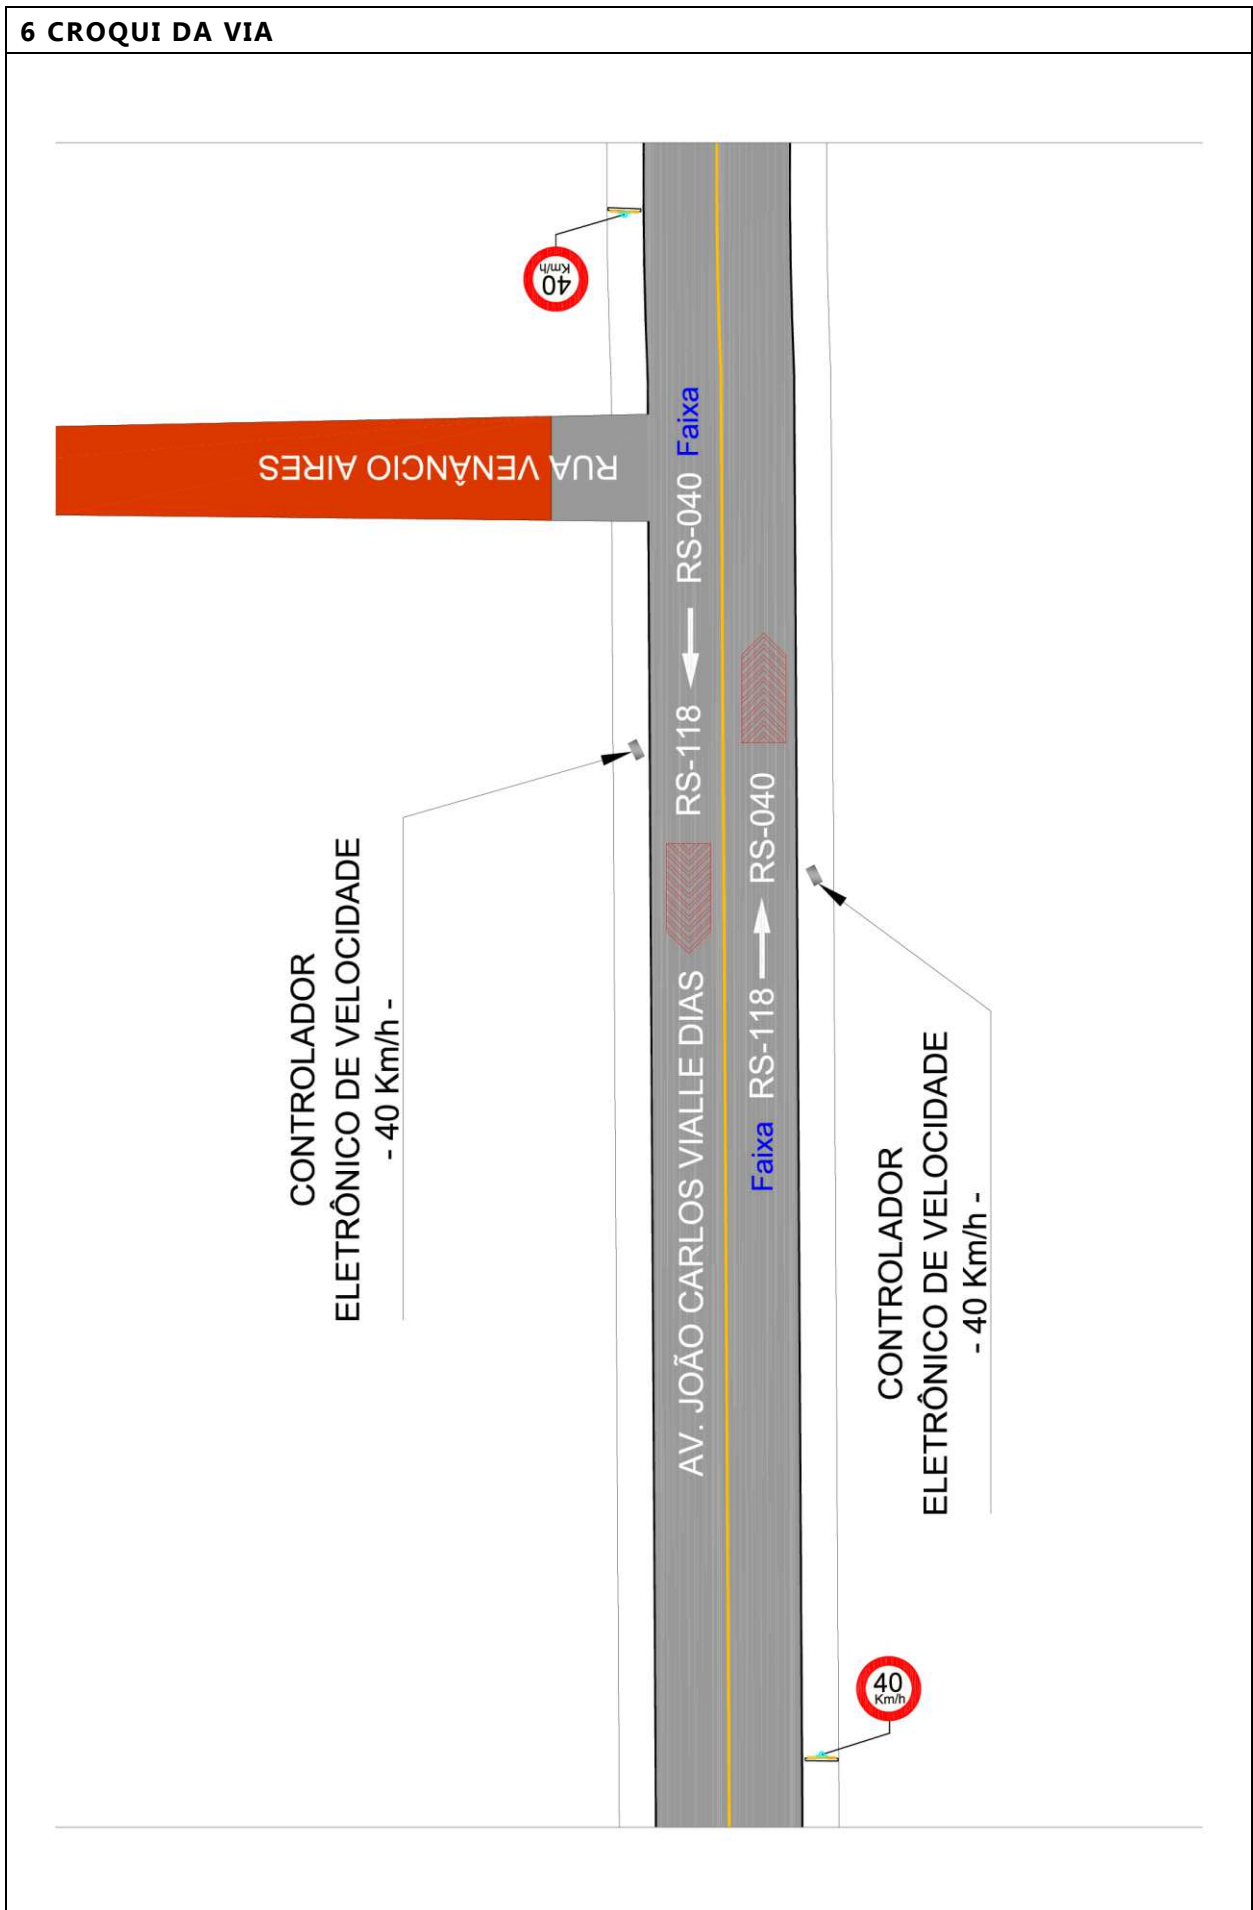 6 CROQUI DA VIA
40
Km/h
RUA VENÂNCIO AIRES
Faixa
RS-118 RS-040
CONTROLADOR
ELETRÔNICO DE VELOCIDADE
- 40 Km/h -
AV. JOÃO CARLOS VIALLE DIAS
Faixa RS-118 RS-040
CONTROLADOR
ELETRÔNICO DE VELOCIDADE
- 40 Km/h -
40
Km/h